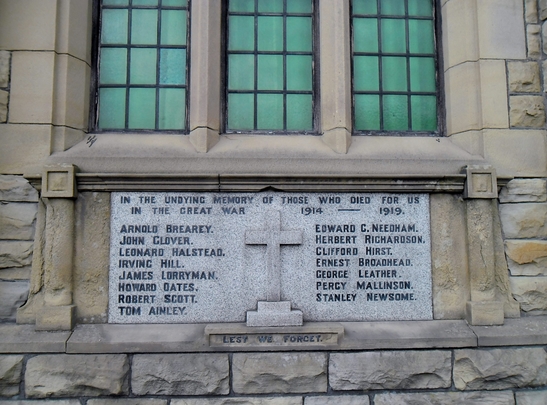 IN THE UNDYING MEMORY OF THOSE WHO DIED FOR US
IN THE GREAT WAR 1914 — 1919.
ARNOLD BREAREY.
JOHN GLOVER.
LEONARD HALSTEAD.
IRVING HILL.
JAMES LORRYMAN.
HOWARD OATES.
ROBERT SCOTT.
TOM AINLEY.
EDWARD C. NEEDHAM.
HERBERT RICHARDSON.
CLIFFORD HIRST.
ERNEST BROADHEAD.
GEORGE LEATHER.
PERCY MALLINSON.
STANLEY NEWSOME.
LEST WE FORGET.